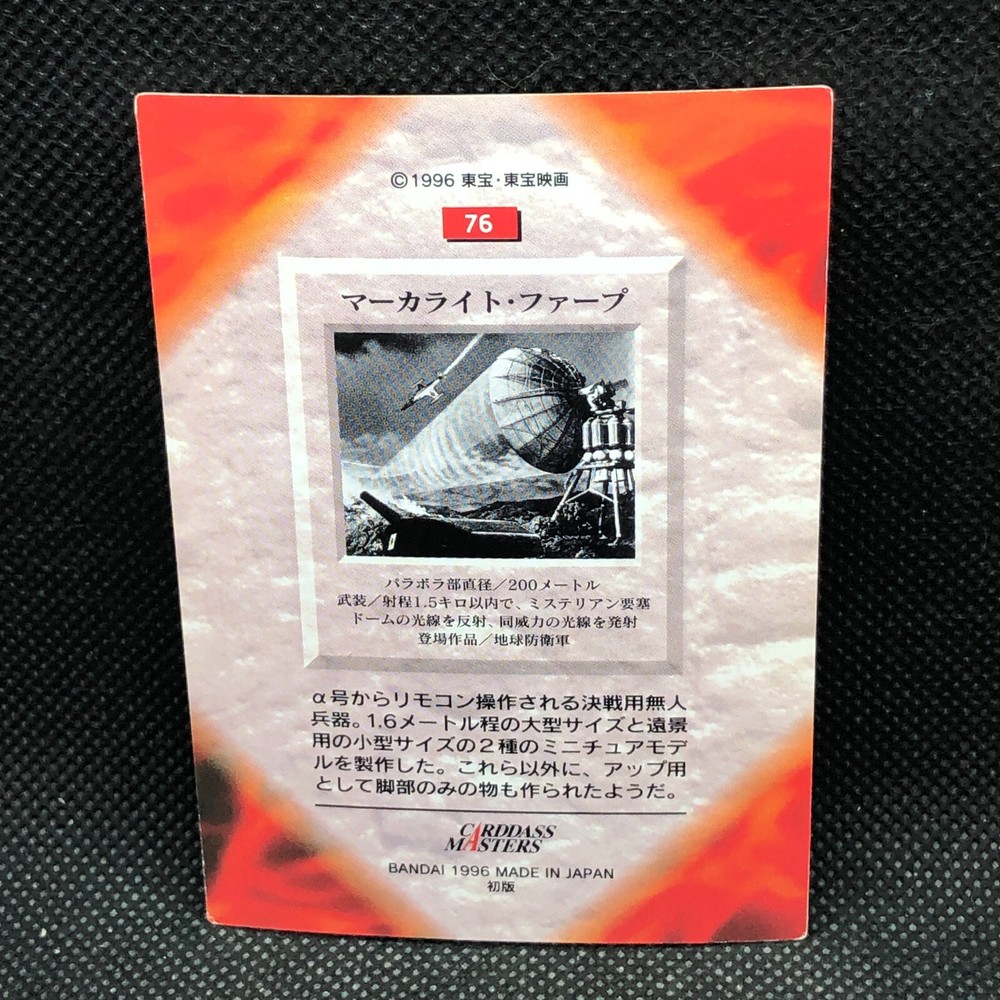 ©1996 東宝・東宝映画
76
マーカライト・ファープ
パラボラ部直径／200メートル
武装／射程1.5キロ以内で、ミステリアン要塞
ドームの光線を反射、同威力の光線を発射
登場作品／地球防衛軍
α号からリモコン操作される決戦用無人
兵器。1.6メートル程の大型サイズと遠景
用の小型サイズの2種のミニチュアモデ
ルを製作した。これら以外に、アップ用
として脚部のみの物も作られたようだ。
CARDDASS
MASTERS
BANDAI 1996 MADE IN JAPAN
初版